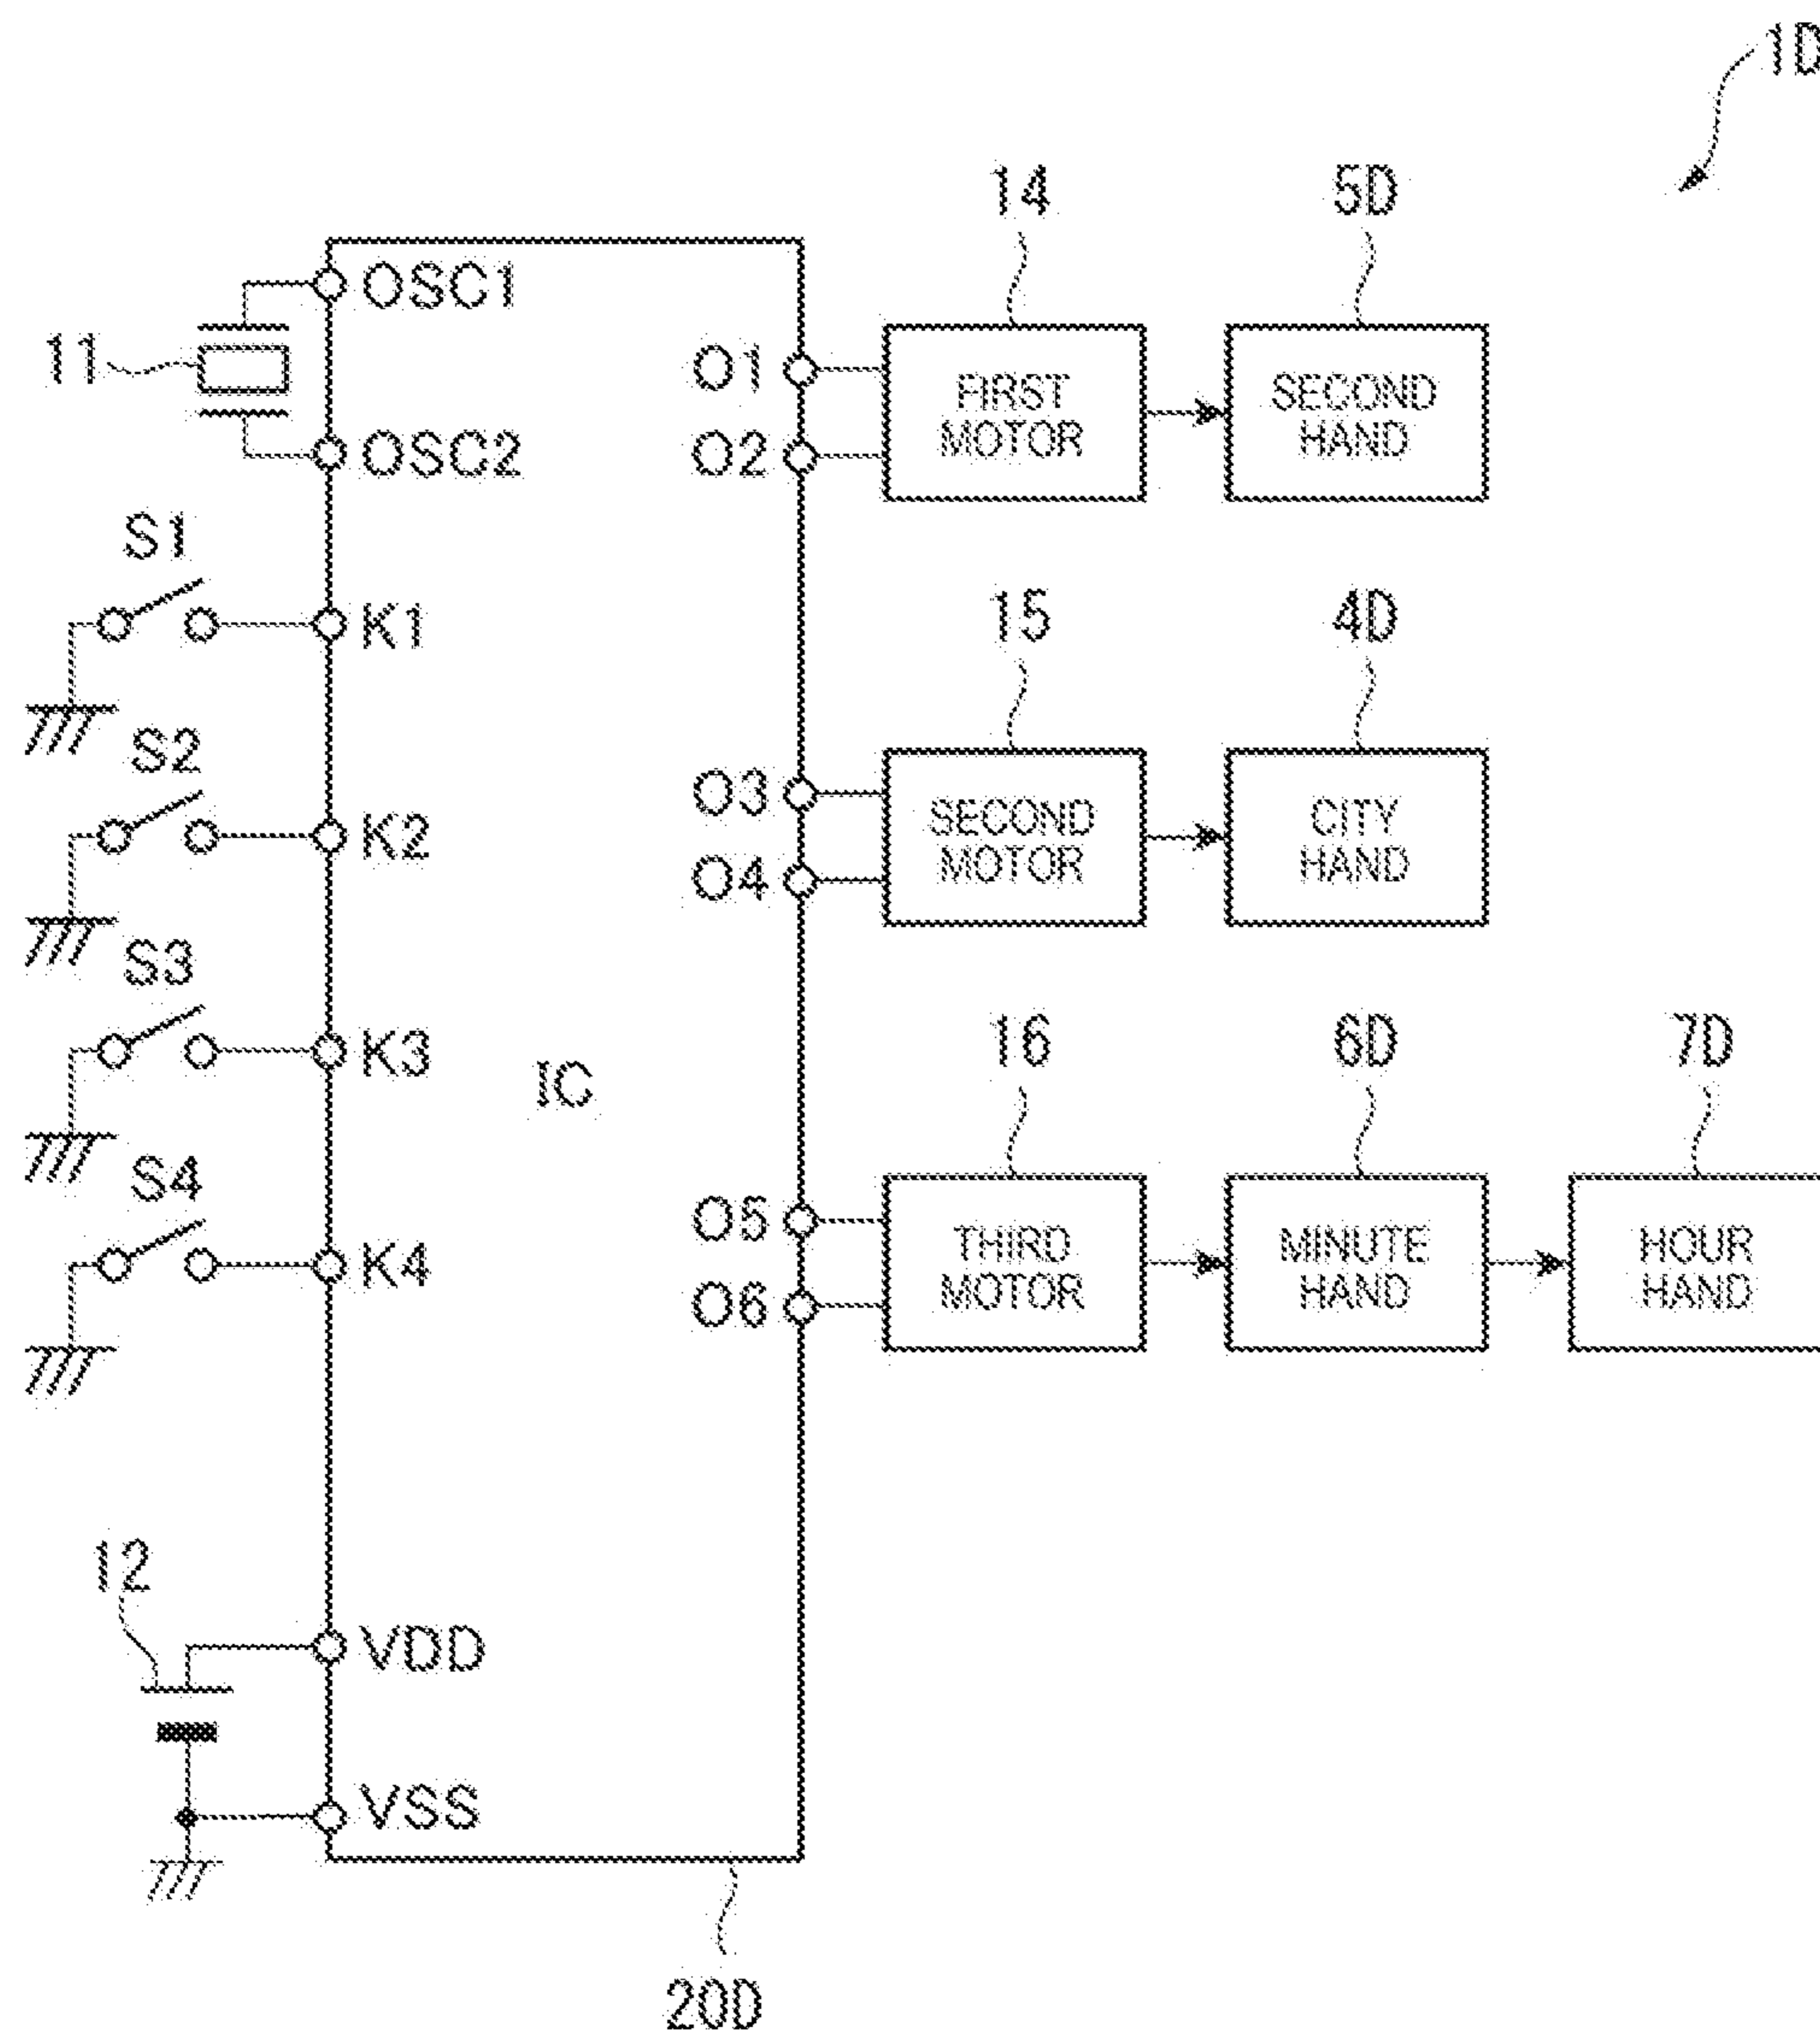 1D
14
5D
OSC1
11
O1
FIRST
MOTOR
SECOND
HAND
OSC2
O2
S1
K1
15
4D
S2
K2
O3
SECOND
MOTOR
CITY
HAND
O4
S3
K3
IC
16
6D
7D
S4
K4
O5
THIRD
MOTOR
MINUTE
HAND
HOUR
HAND
O6
12
VDD
VSS
20D